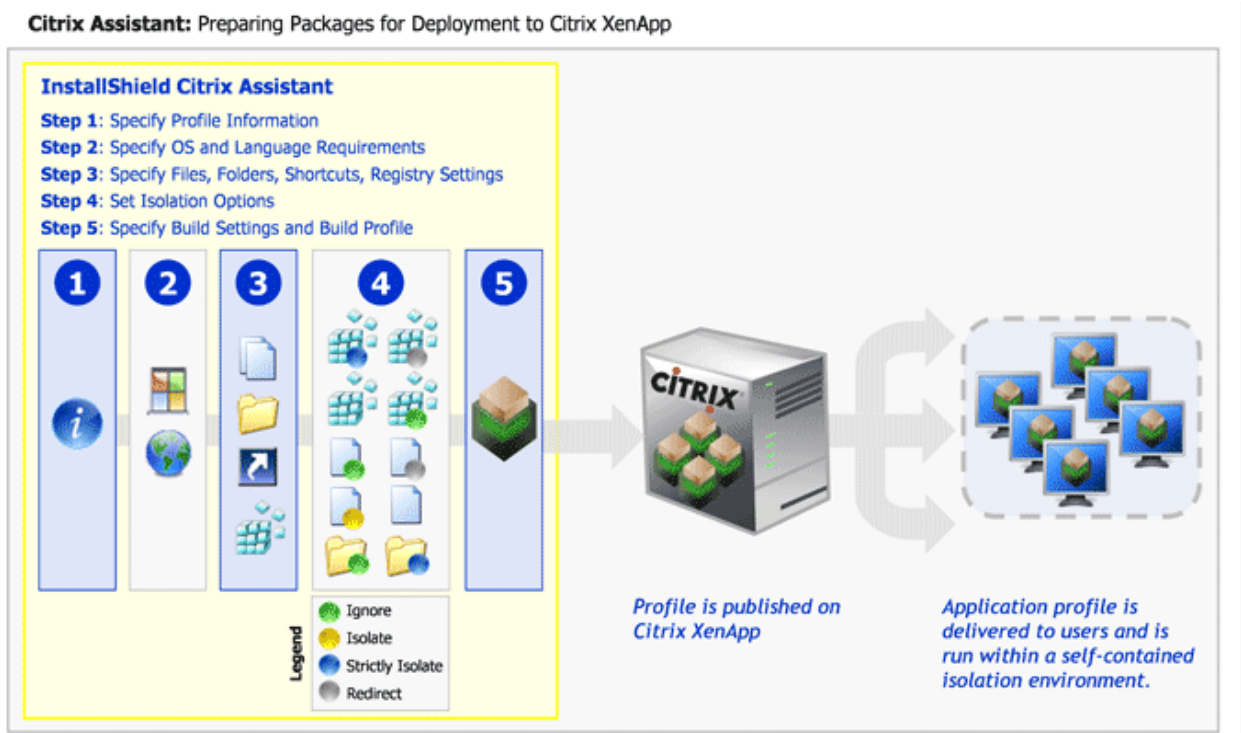 Citrix Assistant: Preparing Packages for Deployment to Citrix XenApp
InstallShield Citrix Assistant
Step 1: Specify Profile Information
Step 2: Specify OS and Language Requirements
Step 3: Specify Files, Folders, Shortcuts, Registry Settings
Step 4: Set Isolation Options
Step 5: Specify Build Settings and Build Profile
1
2
3
4
5
i
CİTRIX
Legend
Ignore
Isolate
Strictly Isolate
Redirect
Profile is published on
Citrix XenApp
Application profile is
delivered to users and is
run within a self-contained
isolation environment.